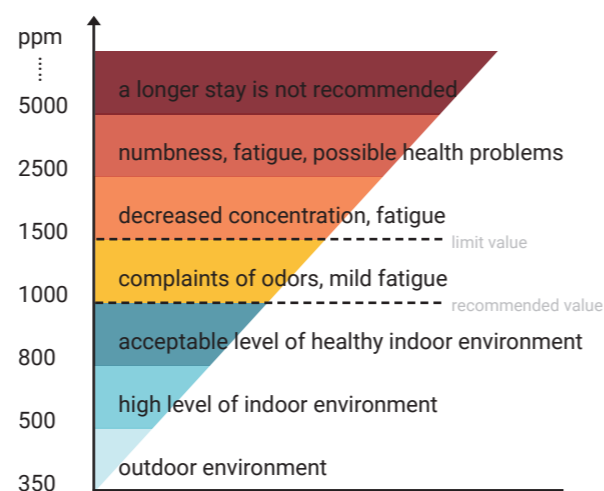 ppm
a longer stay is not recommended
5000
numbness, fatigue, possible health problems
2500
decreased concentration, fatigue
1500
limit value
complaints of odors, mild fatigue
1000
recommended value
acceptable level of healthy indoor environment
800
high level of indoor environment
500
outdoor environment
350